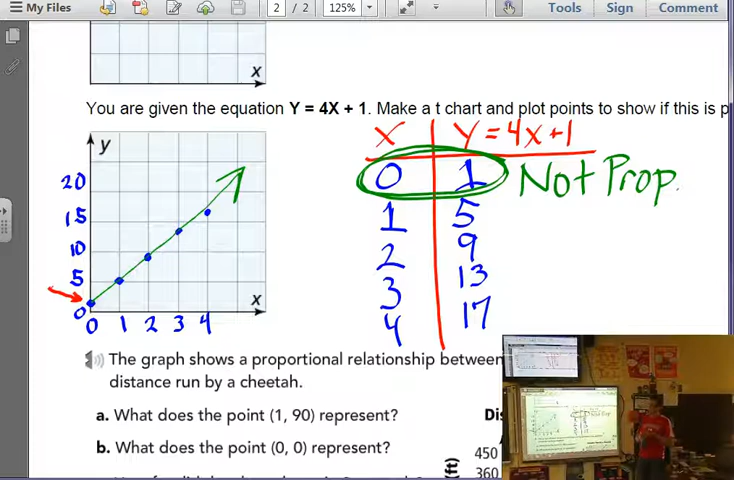 My Files
2 / 2
125%
Tools
Sign
Comment
X
You are given the equation Y = 4X + 1. Make a t chart and plot points to show if this is p
y
20
15
10
5
0
x
0 1 2 3 4
X Y = 4x+1
0 1 Not Prop.
1 5
2 9
3 13
4 17
The graph shows a proportional relationship between
distance run by a cheetah.
a. What does the point (1, 90) represent?
b. What does the point (0, 0) represent?
Dis
450
360
(ft)